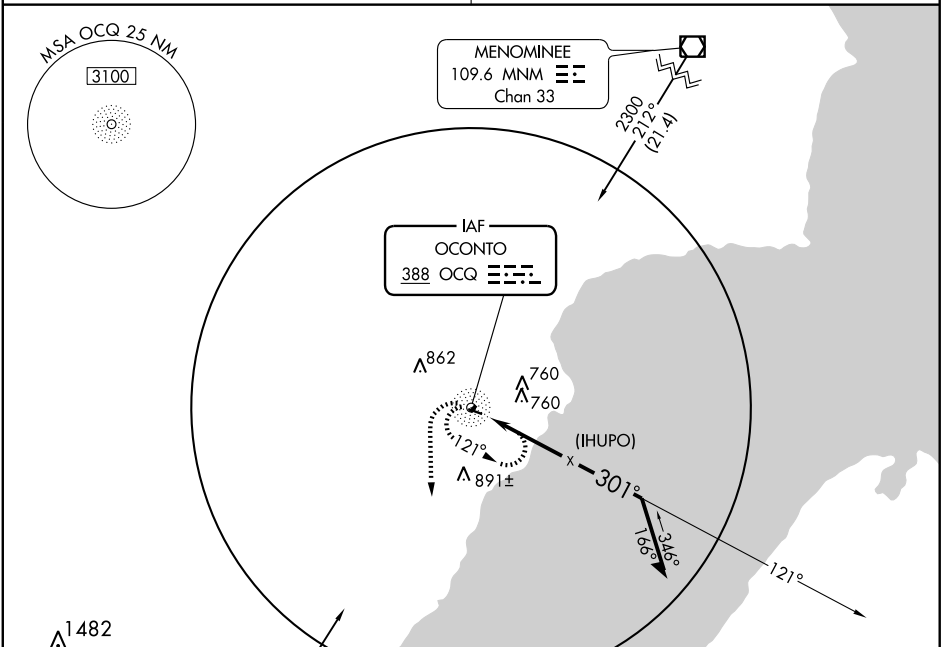 MSA OCQ 25 NM
3100
MENOMINEE
109.6 MNM
Chan 33
2300
212°
(21.4)
IAF
OCONTO
388 OCQ
862
760
760
(IHUPO)
121°
891±
301°
346°
166°
121°
1482